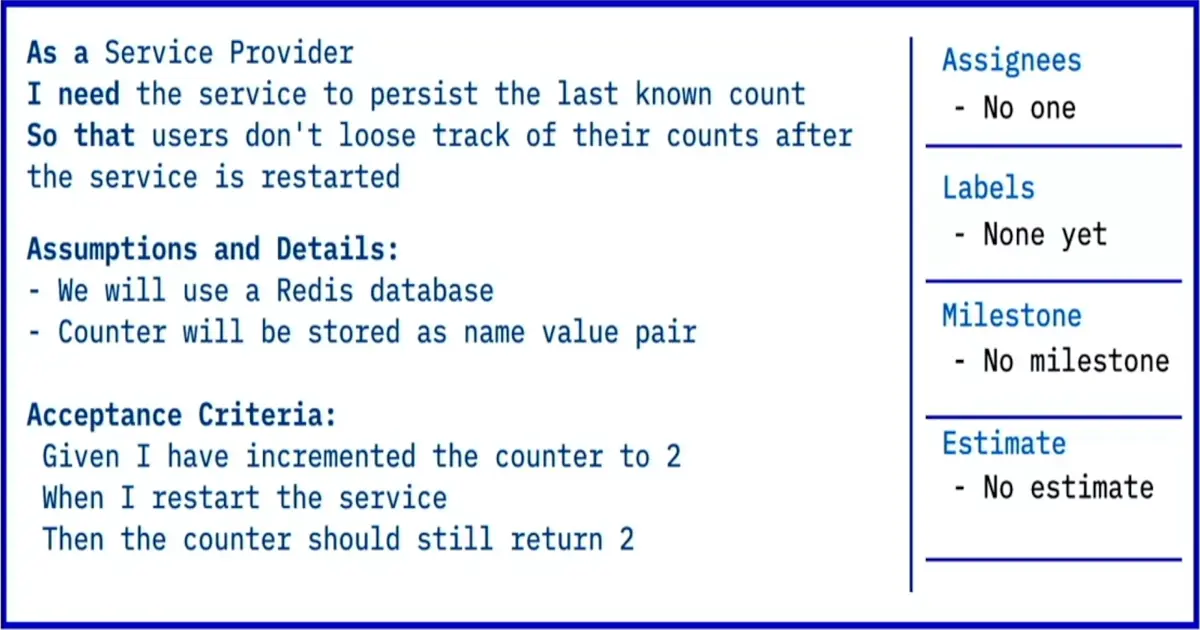 As a Service Provider
I need the service to persist the last known count
So that users don't loose track of their counts after
the service is restarted
Assumptions and Details:
- We will use a Redis database
- Counter will be stored as name value pair
Acceptance Criteria:
Given I have incremented the counter to 2
When I restart the service
Then the counter should still return 2
Assignees
- No one
Labels
- None yet
Milestone
- No milestone
Estimate
- No estimate